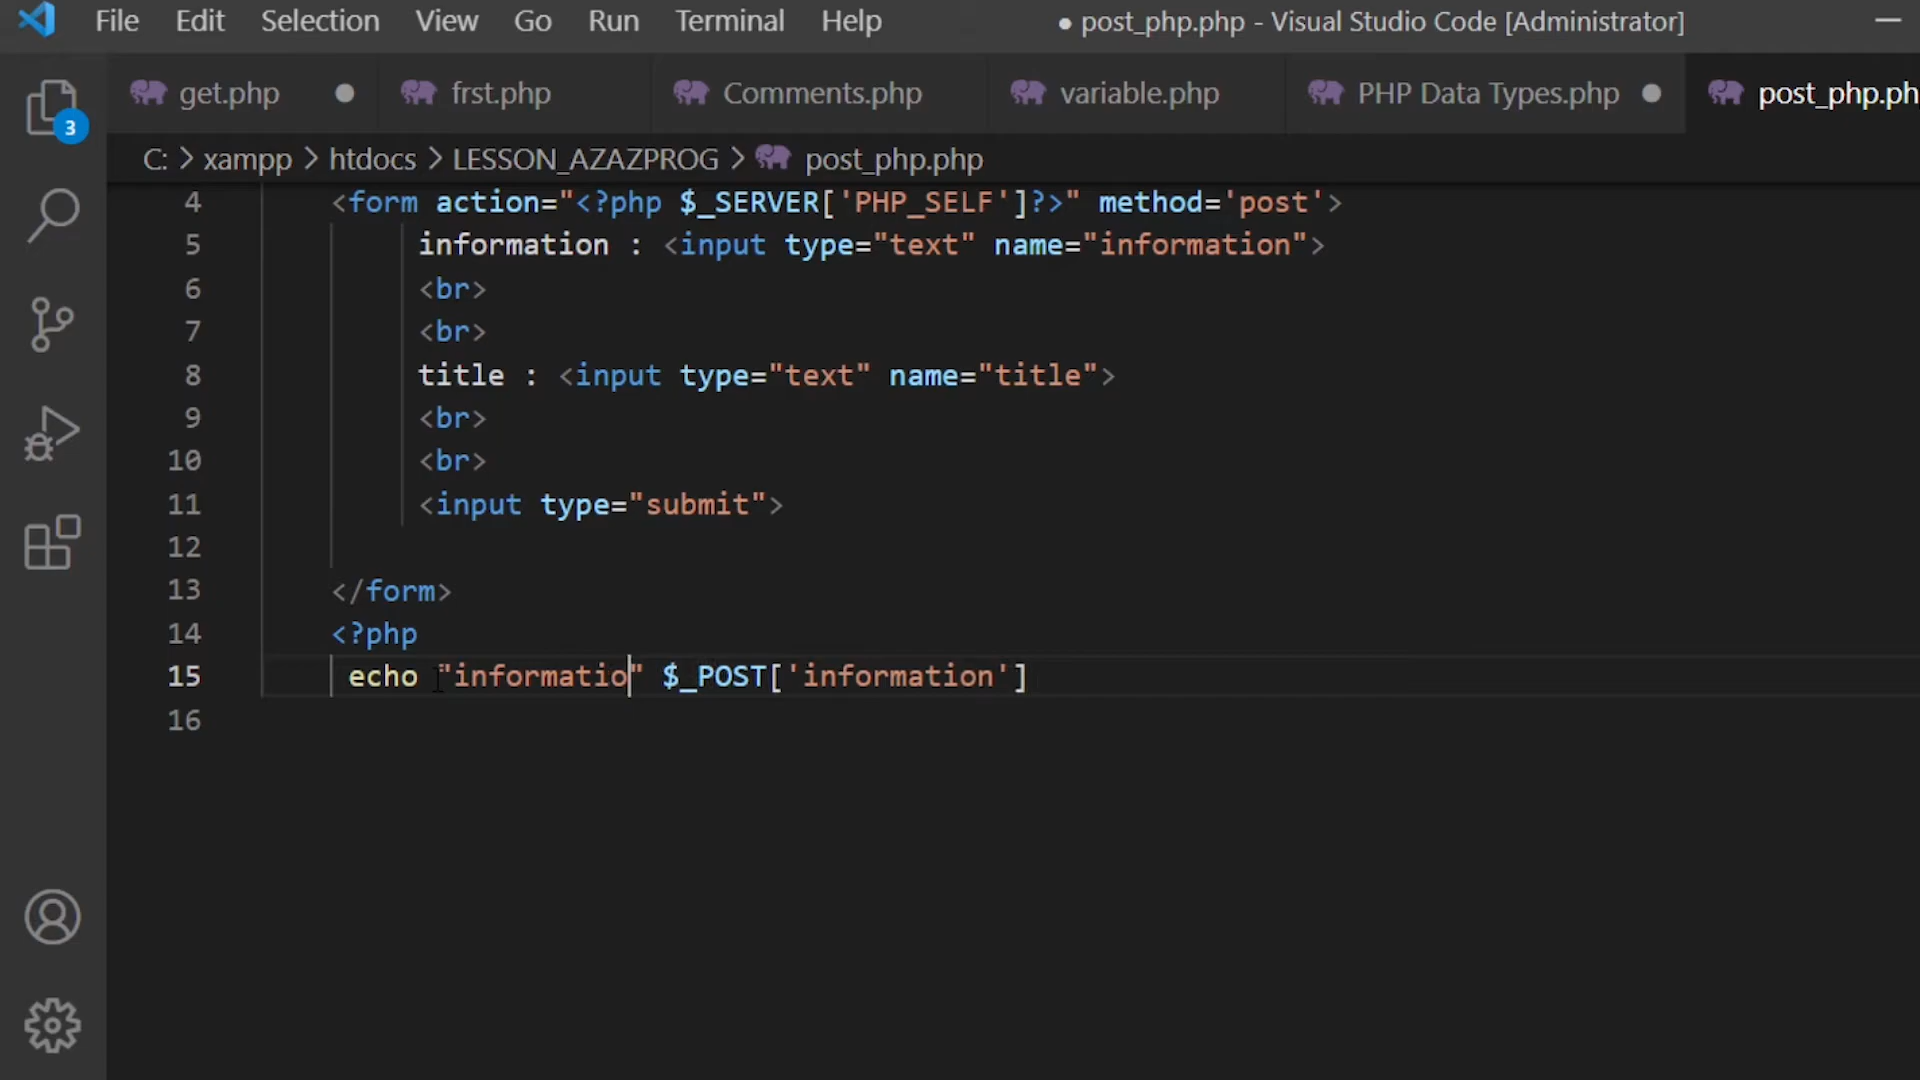 File Edit Selection View Go Run Terminal Help ● post_php.php - Visual Studio Code [Administrator]
get.php ● frst.php Comments.php variable.php PHP Data Types.php ● post_php.ph
C: > xampp > htdocs > LESSON_AZAZPROG > post_php.php
3
4 <form action="<?php $_SERVER['PHP_SELF']?>" method='post'>
5 information : <input type="text" name="information">
6 <br>
7 <br>
8 title : <input type="text" name="title">
9 <br>
10 <br>
11 <input type="submit">
12
13 </form>
14 <?php
15 echo "informatio" $_POST['information']
16